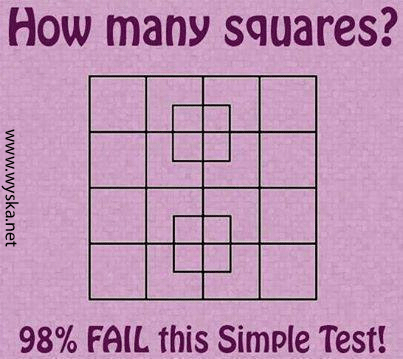 How many squares?
www.wyska.net
98% FAIL this Simple Test!